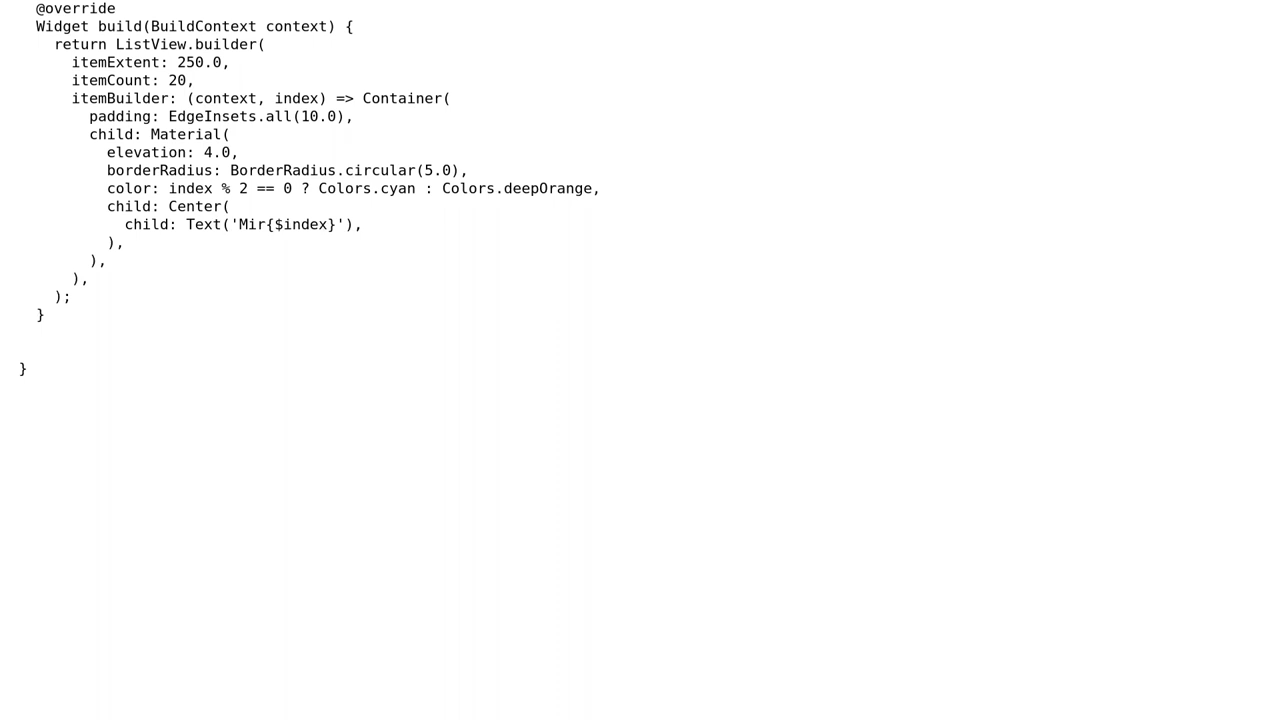 @override
Widget build(BuildContext context) {
return ListView.builder(
itemExtent: 250.0,
itemCount: 20,
itemBuilder: (context, index) => Container(
padding: EdgeInsets.all(10.0),
child: Material(
elevation: 4.0,
borderRadius: BorderRadius.circular(5.0),
color: index % 2 == 0 ? Colors.cyan : Colors.deepOrange,
child: Center(
child: Text('Mir{$index}'),
),
),
),
);
}
}